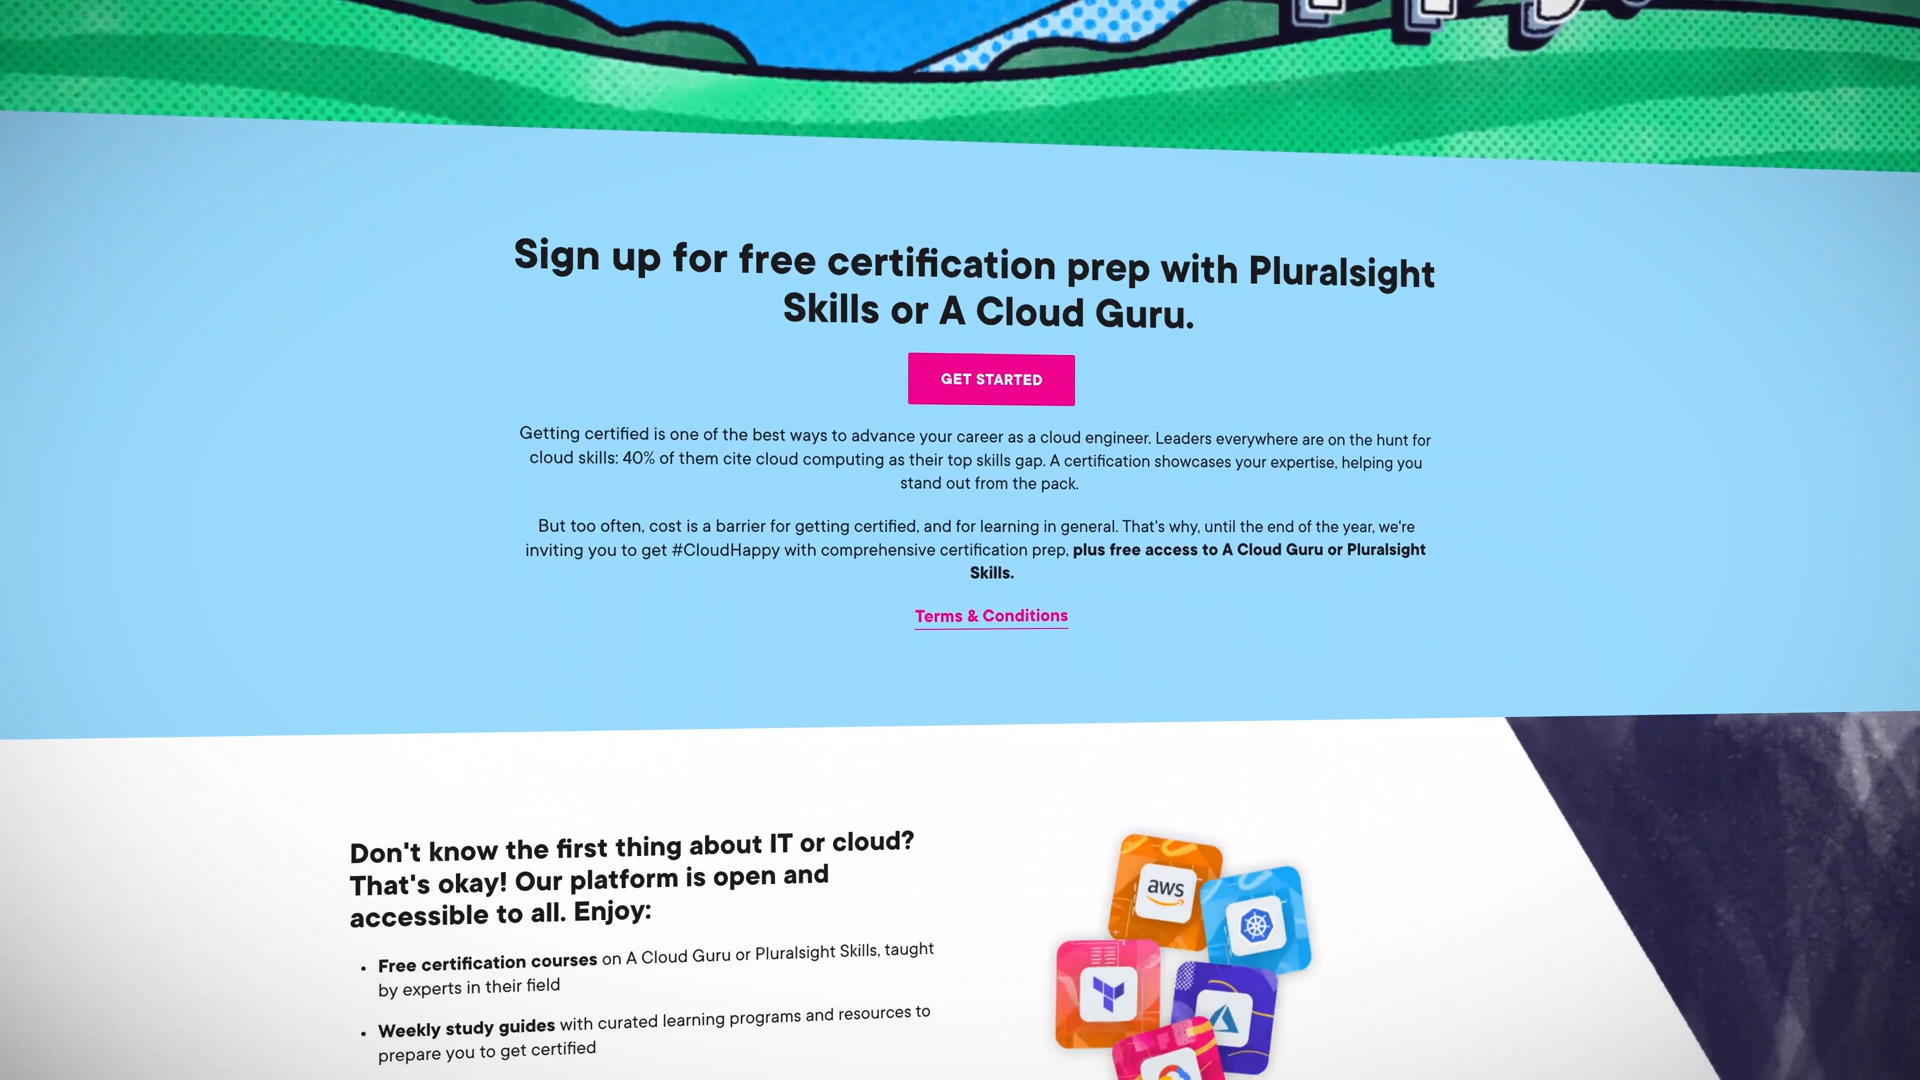 Sign up for free certification prep with Pluralsight
Skills or A Cloud Guru.
GET STARTED
Getting certified is one of the best ways to advance your career as a cloud engineer. Leaders everywhere are on the hunt for
cloud skills: 40% of them cite cloud computing as their top skills gap. A certification showcases your expertise, helping you
stand out from the pack.
But too often, cost is a barrier for getting certified, and for learning in general. That's why, until the end of the year, we're
inviting you to get #CloudHappy with comprehensive certification prep, plus free access to A Cloud Guru or Pluralsight
Skills.
Terms & Conditions
Don't know the first thing about IT or cloud?
That's okay! Our platform is open and
accessible to all. Enjoy:
• Free certification courses on A Cloud Guru or Pluralsight Skills, taught
by experts in their field
• Weekly study guides with curated learning programs and resources to
prepare you to get certified
aws